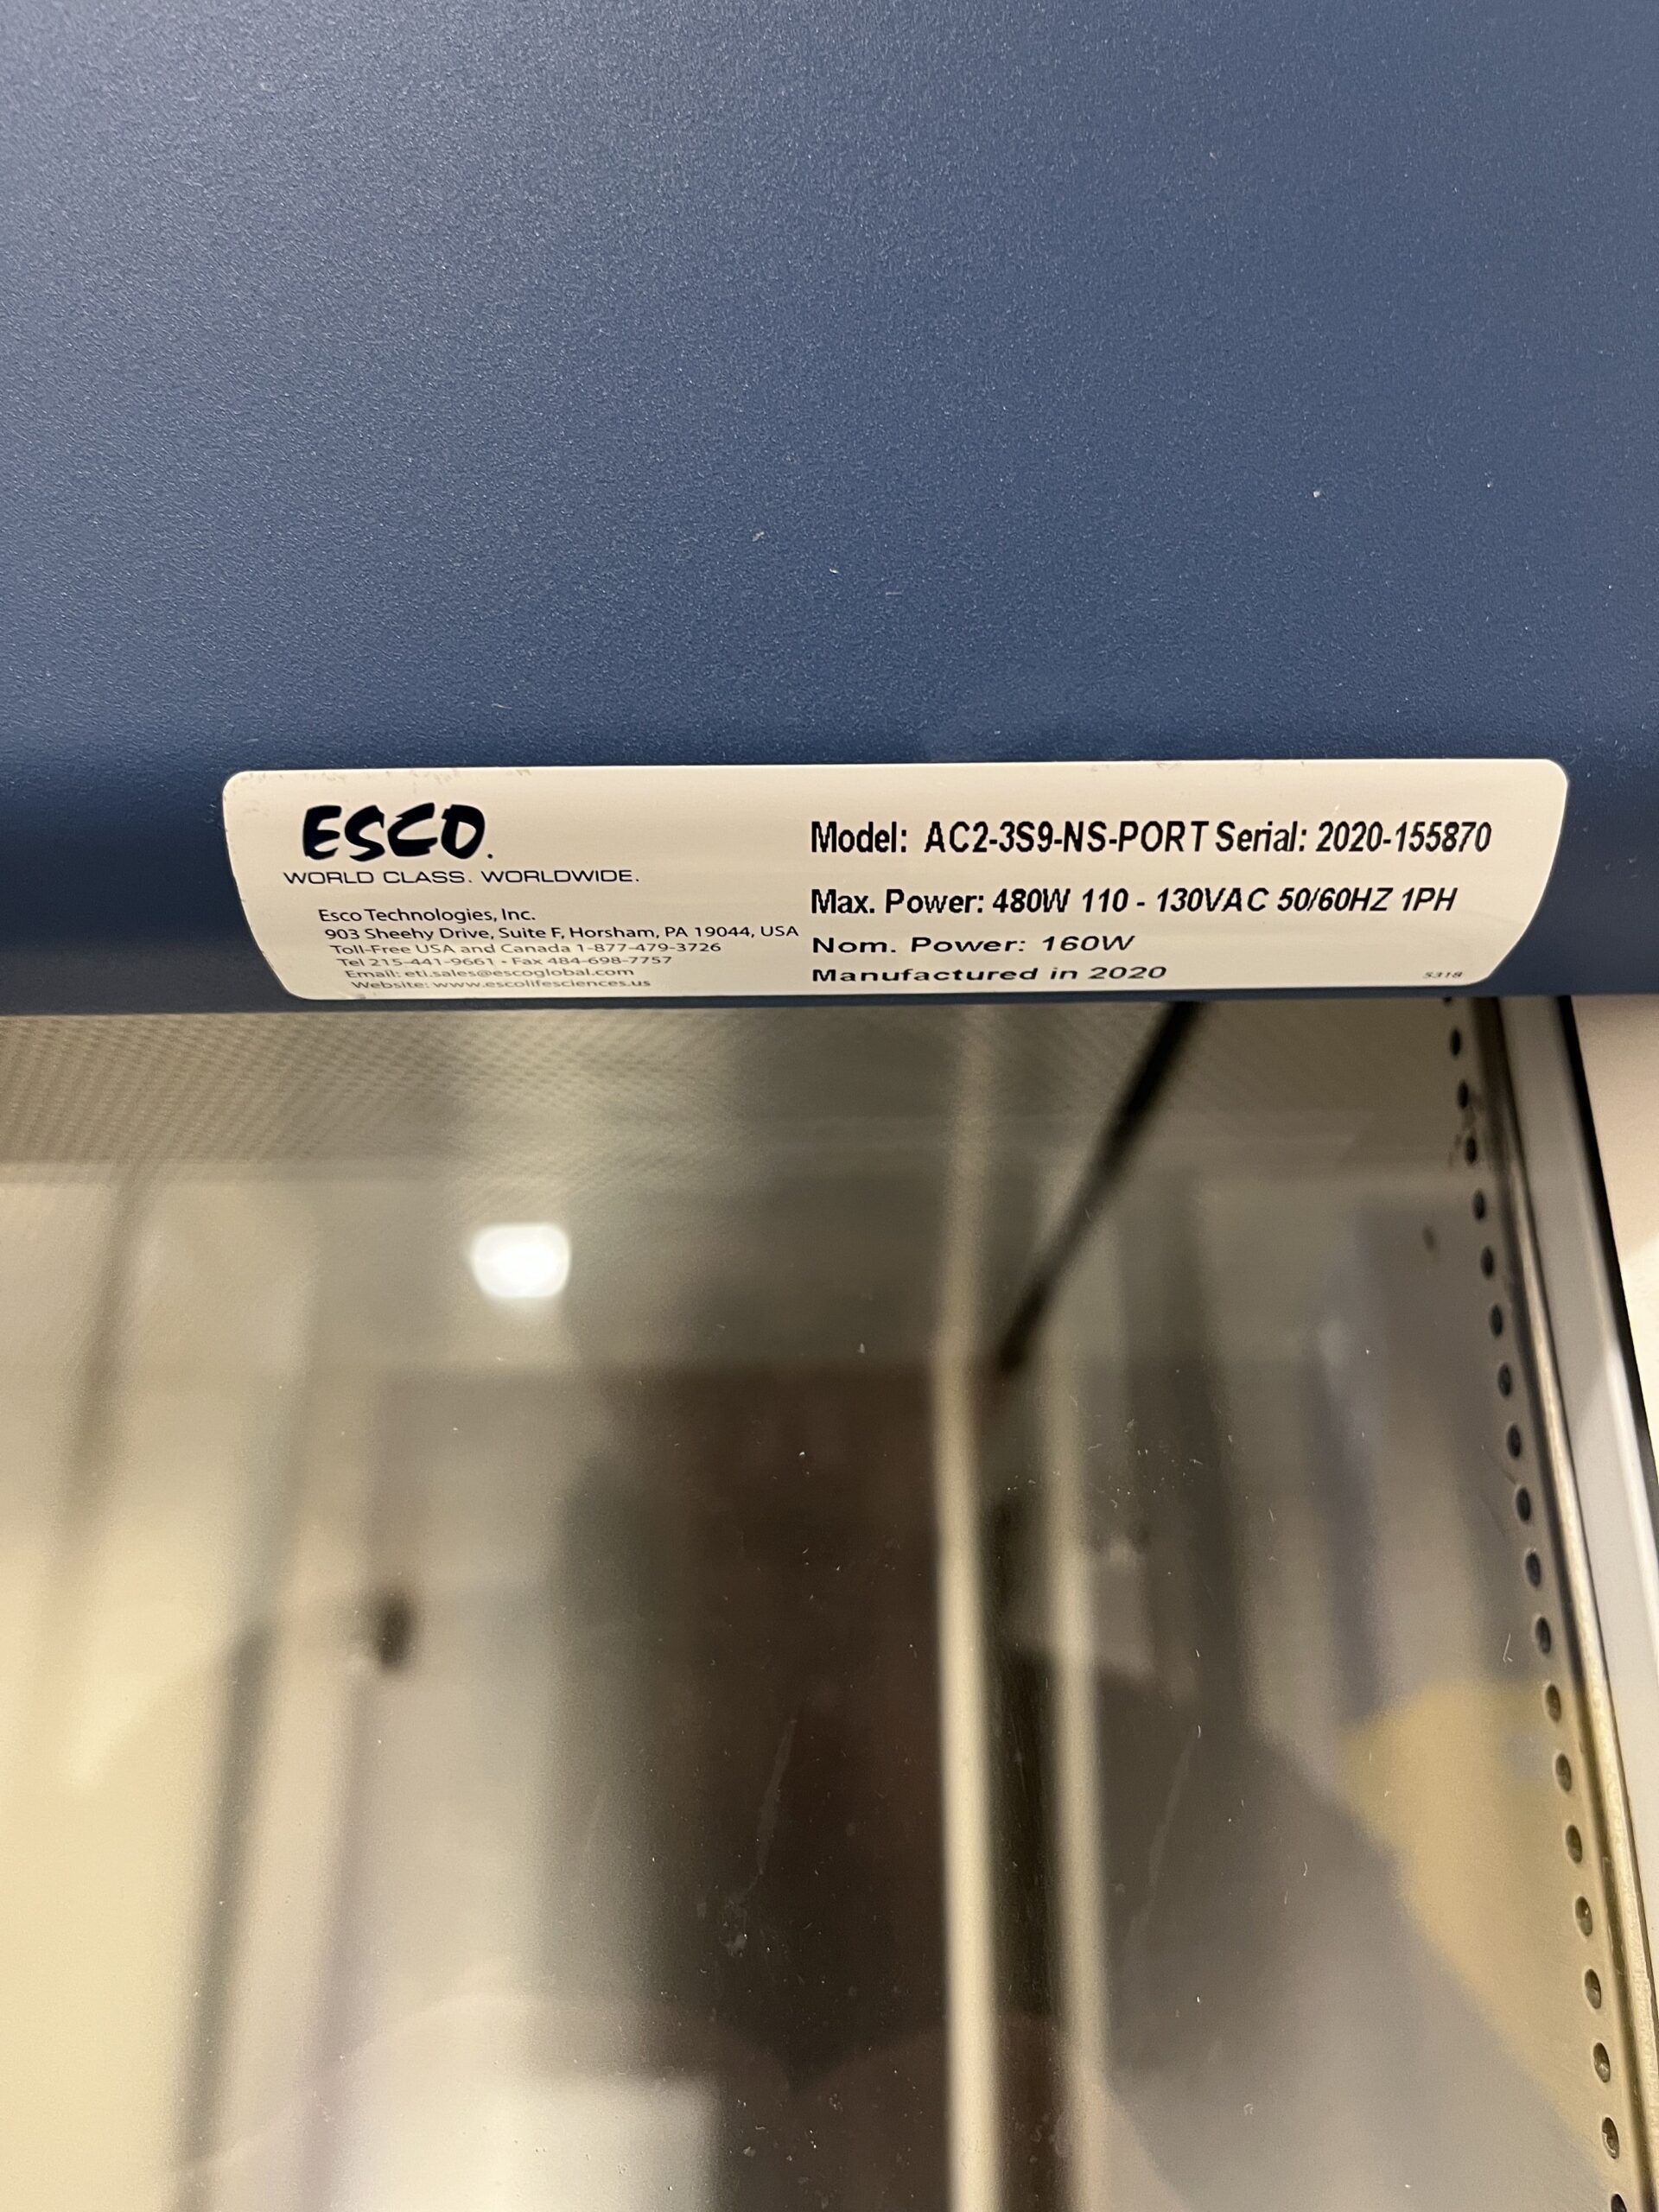 ESCO.
WORLD CLASS. WORLDWIDE.
Esco Technologies, Inc.
903 Sheehy Drive, Suite F, Horsham, PA 19044, USA
Toll-Free USA and Canada 1-877-479-3726
Tel 215-441-9661 • Fax 484-698-7757
Email: eti.sales@escoglobal.com
Website: www.escolifesciences.us
Model: AC2-3S9-NS-PORT Serial: 2020-155870
Max. Power: 480W 110 - 130VAC 50/60HZ 1PH
Nom. Power: 160W
Manufactured in 2020
5318